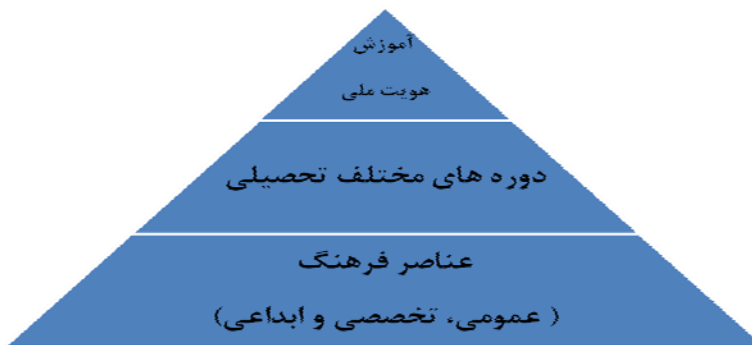 آموزش
هویت ملی
دوره های مختلف تحصیلی
عناصر فرهنگ
( عمومی، تخصصی و ابداعی)